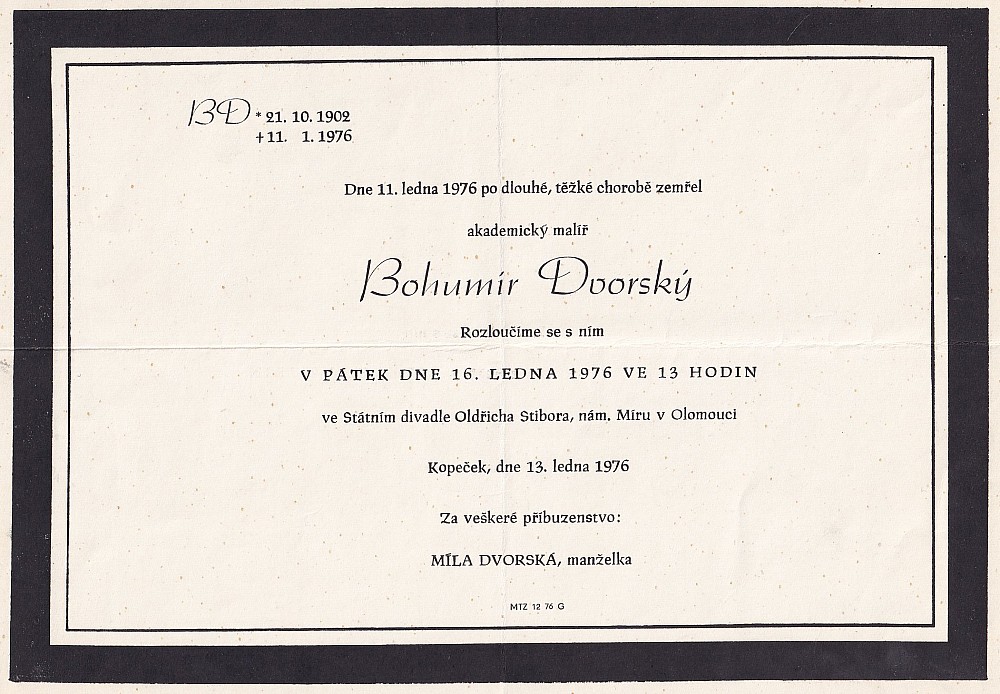 BD * 21. 10. 1902
† 11. 1. 1976
Dne 11. ledna 1976 po dlouhé, těžké chorobě zemřel
akademický malíř
Bohumír Dvorský
Rozloučíme se s ním
V PÁTEK DNE 16. LEDNA 1976 VE 13 HODIN
ve Státním divadle Oldřicha Stibora, nám. Míru v Olomouci
Kopeček, dne 13. ledna 1976
Za veškeré příbuzenstvo:
MÍLA DVORSKÁ, manželka
MTZ 12 76 G